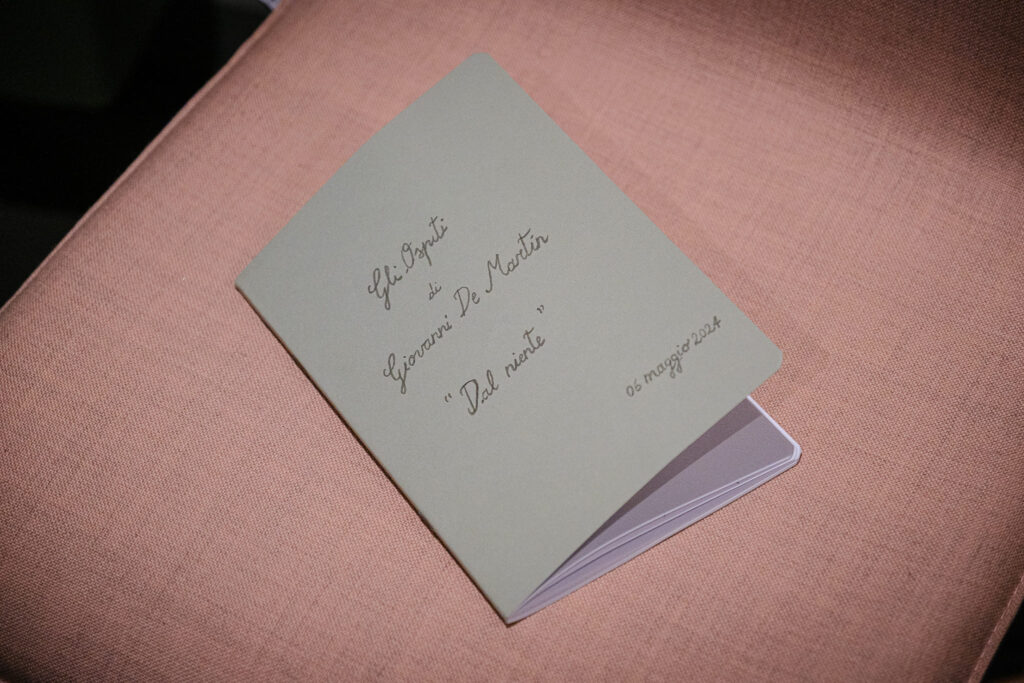 Gli Ospiti
di
Giovanni De Martin
"Dal niente"
06 maggio 2024